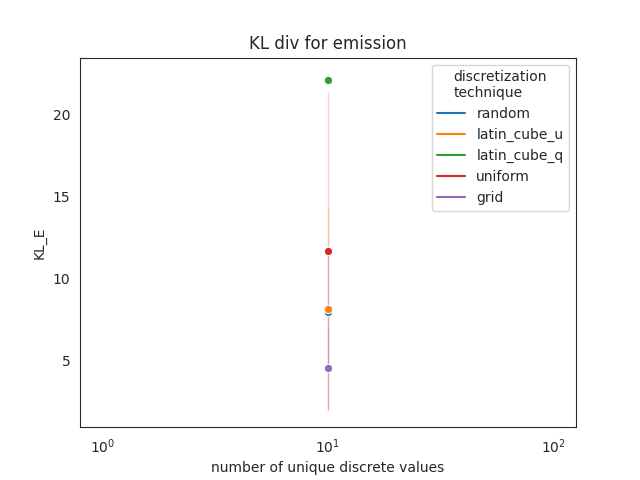 KL div for emission
discretization
technique
random
latin_cube_u
latin_cube_q
uniform
grid
20
15
10
5
KL_E
10^0
10^1
10^2
number of unique discrete values